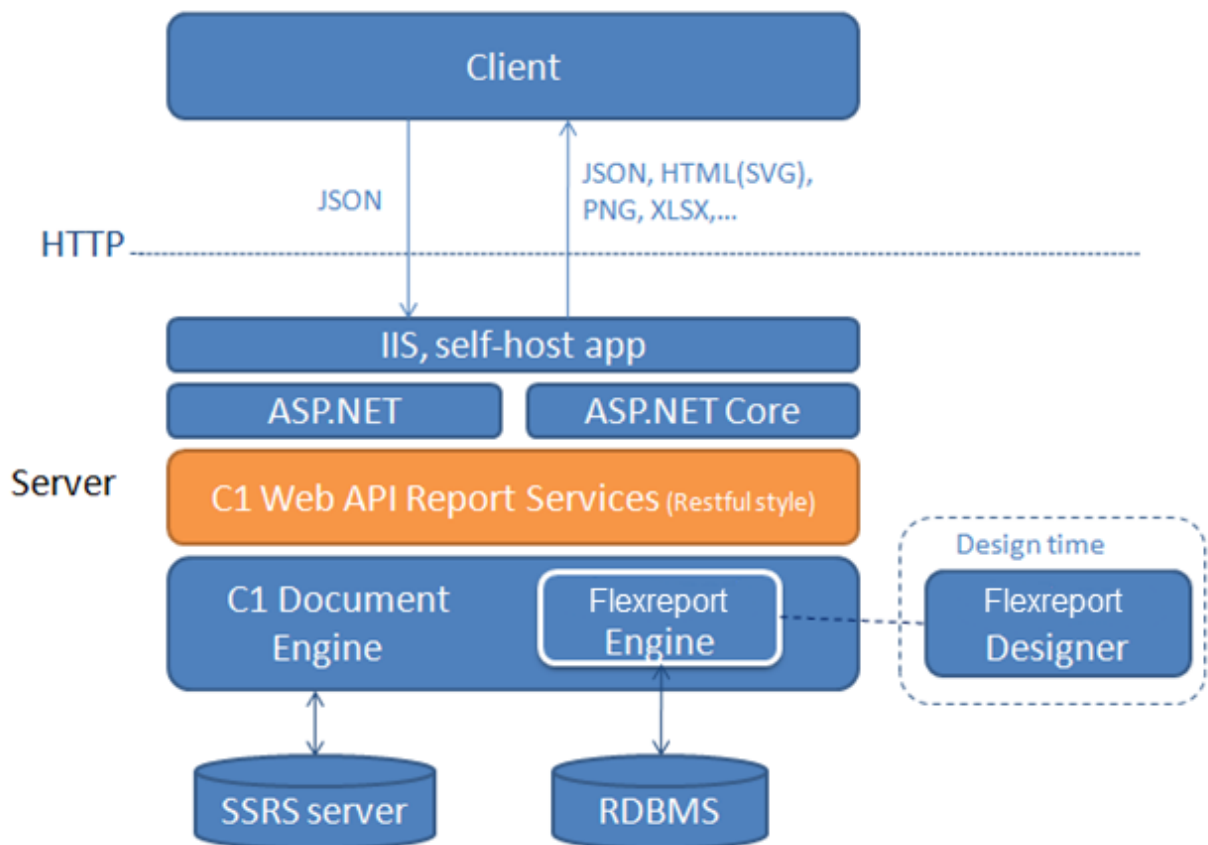 Client
JSON
JSON, HTML(SVG),
PNG, XLSX,...
HTTP
IIS, self-host app
ASP.NET
ASP.NET Core
Server
C1 Web API Report Services (Restful style)
Design time
C1 Document
Engine
Flexreport
Engine
Flexreport
Designer
SSRS server
RDBMS